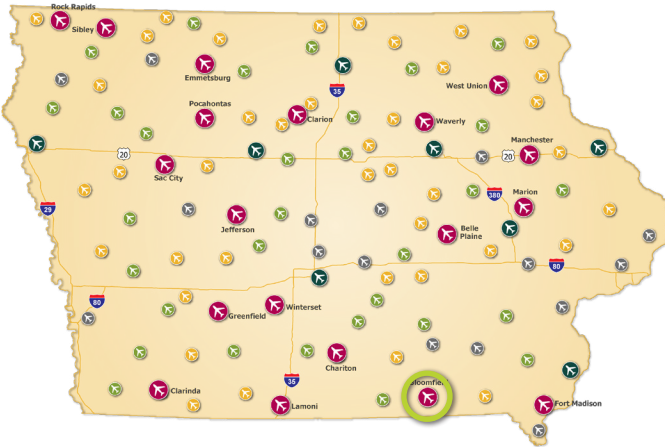 Rock Rapids
Sibley
Emmetsburg
35
West Union
Pocahontas
Clarion
Waverly
Manchester
20
20
Sac City
380
Marion
29
Jefferson
Belle
Plaine
80
80
Winterset
Greenfield
Chariton
35
Bloomfield
Clarinda
Lamoni
Fort Madison